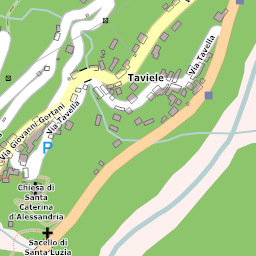 Via Tavella
Taviele
Via Giovanni Gortani
Via Tavella
P
Chiesa di
Santa
Caterina
d'Alessandria
Sacello di
Santa Luzia